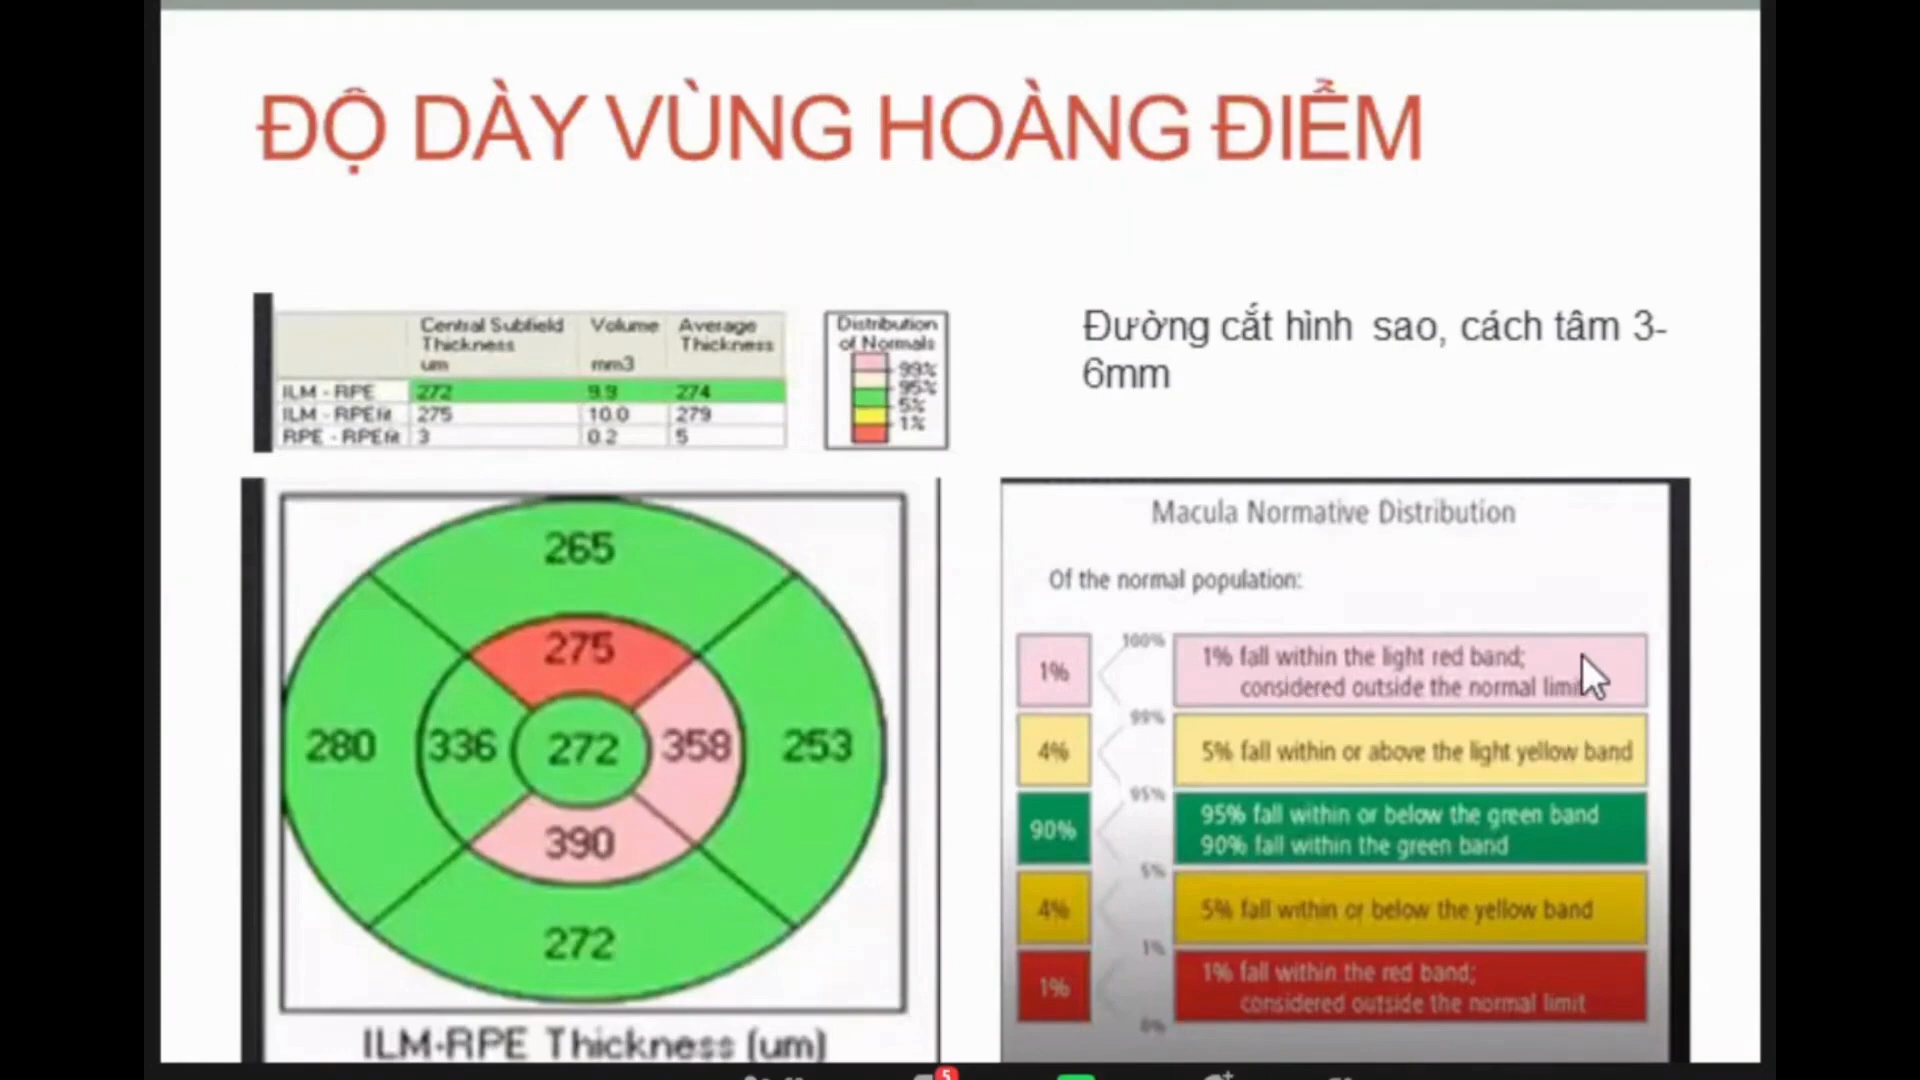 ĐỘ DÀY VÙNG HOÀNG ĐIỂM
Central Subfield Volume Average
Thickness Thickness
um mm3
ILM - RPE 272 9.9 274
ILM - RPEfit 275 10.0 279
RPE - RPEfit 3 0.2 5
Distribution
of Normals
99%
95%
5%
1%
Đường cắt hình sao, cách tâm 3-
6mm
265
275
280 336 272 358 253
390
272
ILM-RPE Thickness (um)
Macula Normative Distribution
Of the normal population:
100%
1% 1% fall within the light red band;
considered outside the normal limit
99%
4% 5% fall within or above the light yellow band
95%
90% 95% fall within or below the green band
90% fall within the green band
5%
4% 5% fall within or below the yellow band
1%
1% 1% fall within the red band;
considered outside the normal limit
0%
5